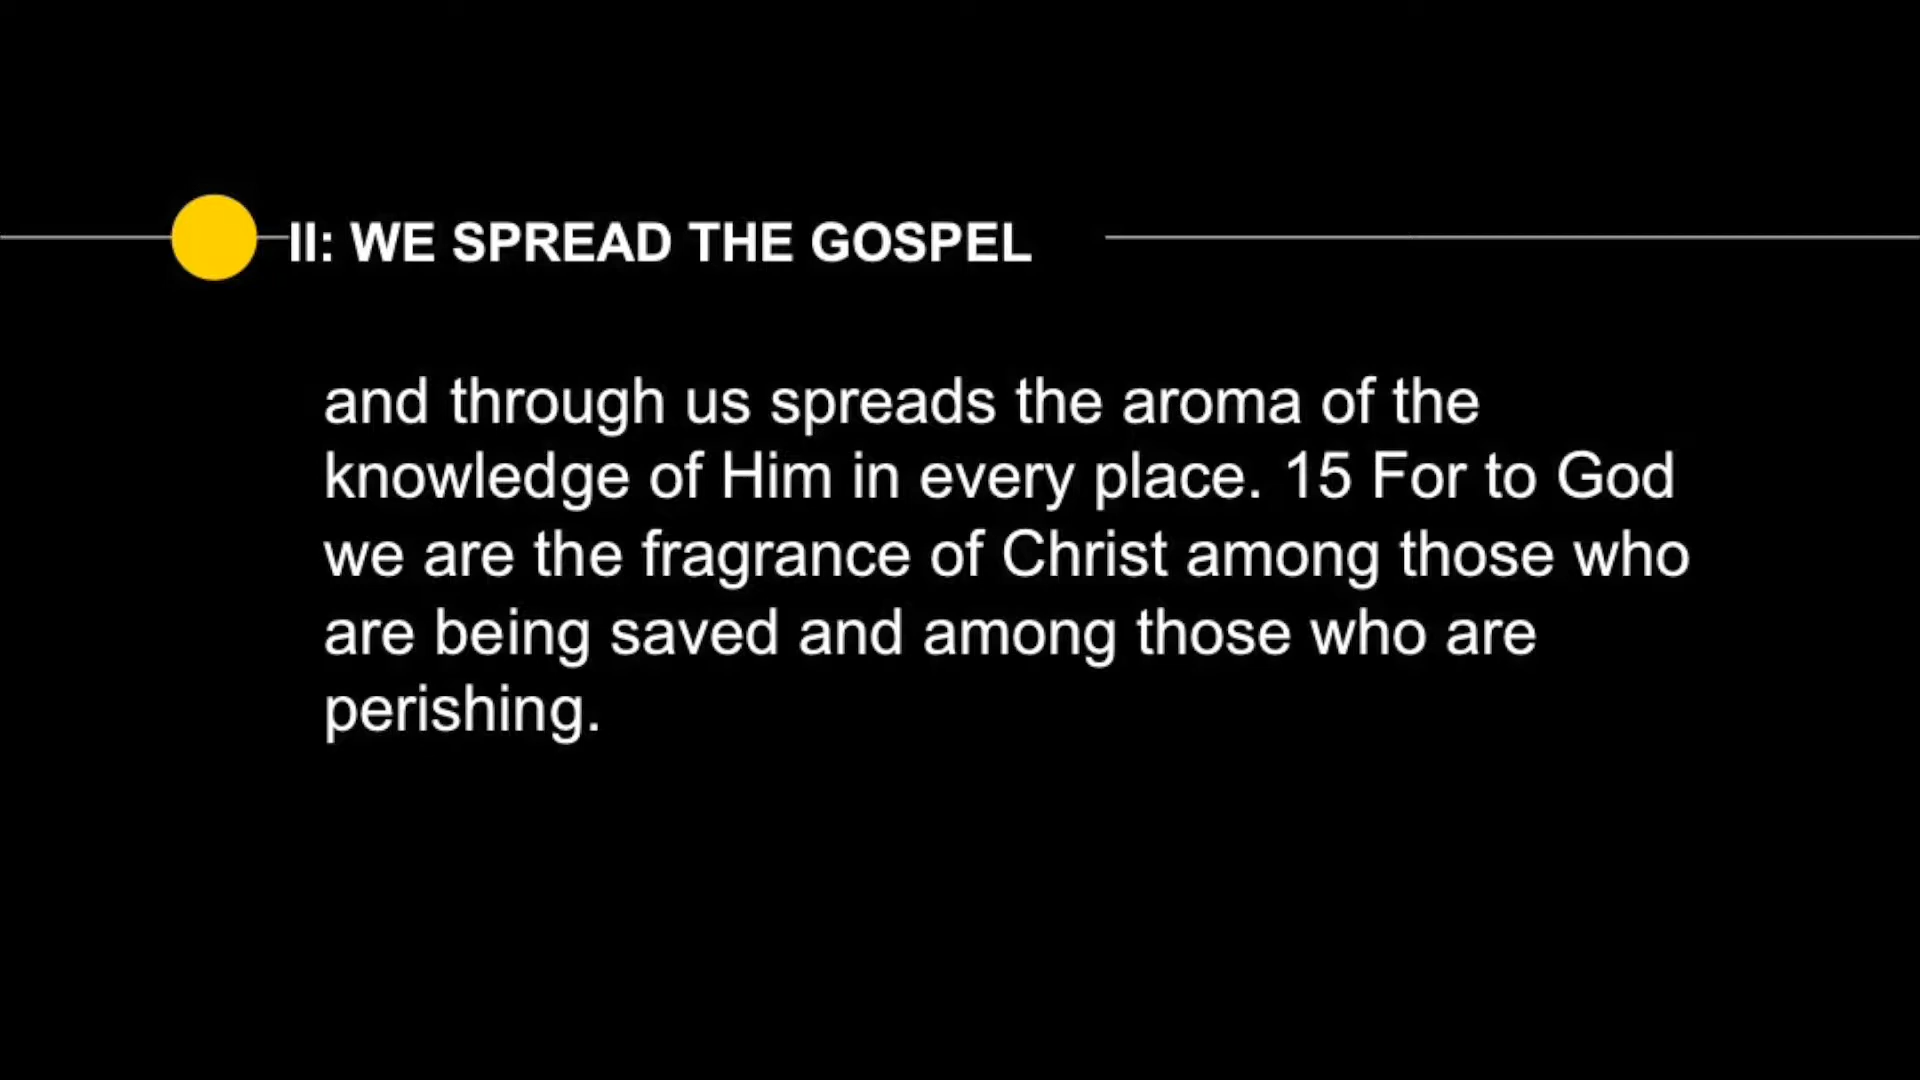 II: WE SPREAD THE GOSPEL
and through us spreads the aroma of the
knowledge of Him in every place. 15 For to God
we are the fragrance of Christ among those who
are being saved and among those who are
perishing.